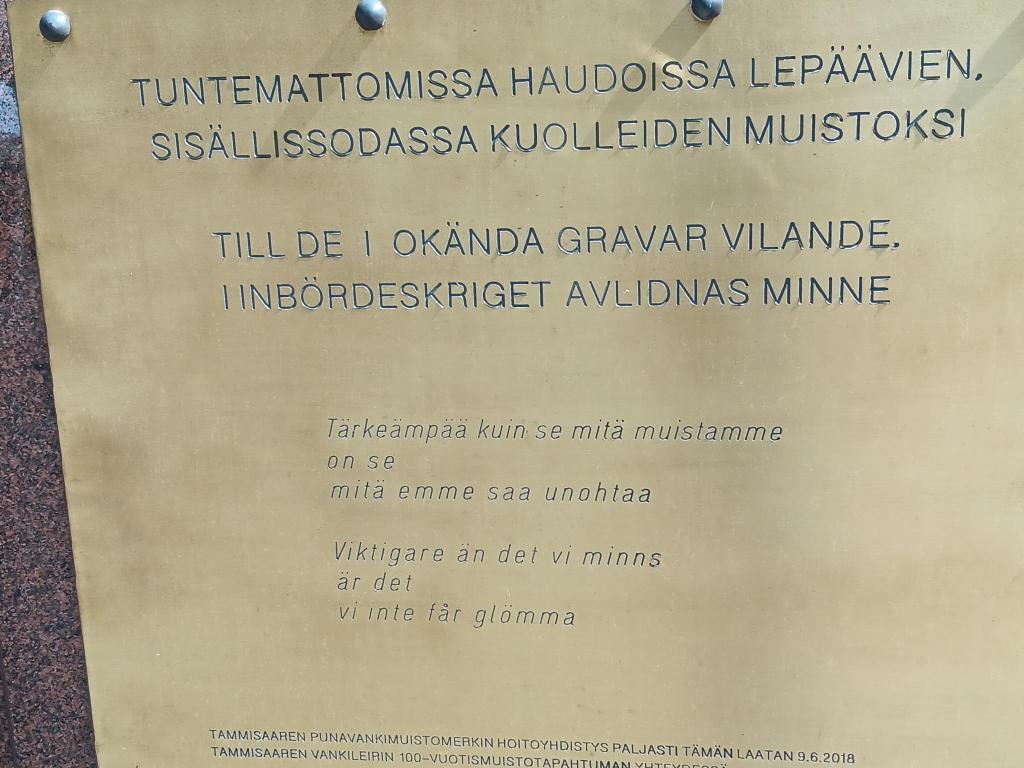 TUNTEMATTOMISSA HAUDOISSA LEPÄÄVIEN,
SISÄLLISSODASSA KUOLLEIDEN MUISTOKSI
TILL DE I OKÄNDA GRAVAR VILANDE,
I INBÖRDESKRIGET AVLIDNAS MINNE
Tärkeämpää kuin se mitä muistamme
on se
mitä emme saa unohtaa
Viktigare än det vi minns
är det
vi inte får glömma
TAMMISAAREN PUNAVANKIMUISTOMERKIN HOITOYHDISTYS PALJASTI TÄMÄN LAATAN 9.6.2018
TAMMISAAREN VANKILEIRIN 100-VUOTISMUISTOTAPAHTUMAN YHTEYDESSÄ